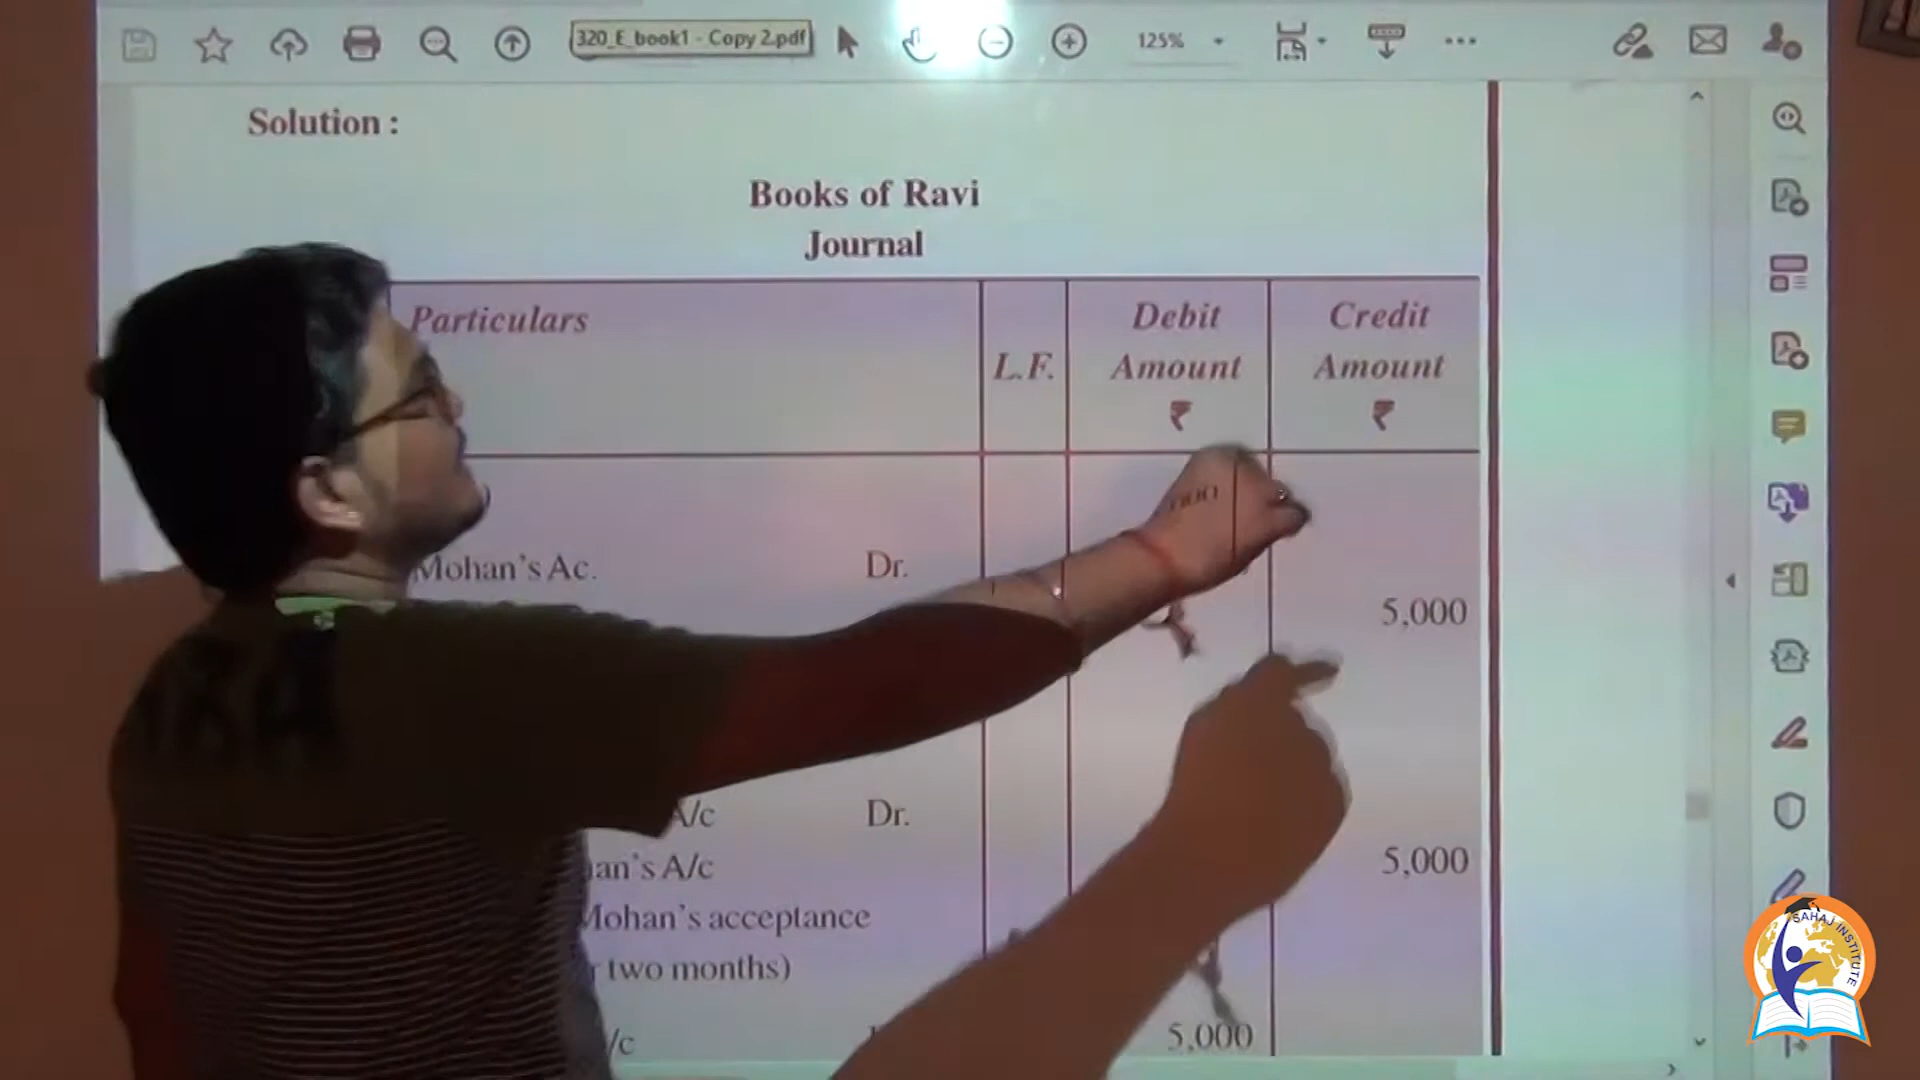 320_E_book1 - Copy 2.pdf
125%
Solution :
Books of Ravi
Journal
Particulars
L.F.
Debit
Amount
₹
Credit
Amount
₹
Mohan's Ac. Dr.
5,000
A/c Dr.
an's A/c
5,000
Mohan's acceptance
r two months)
/c
5,000
SAHAJ INSTITUTE